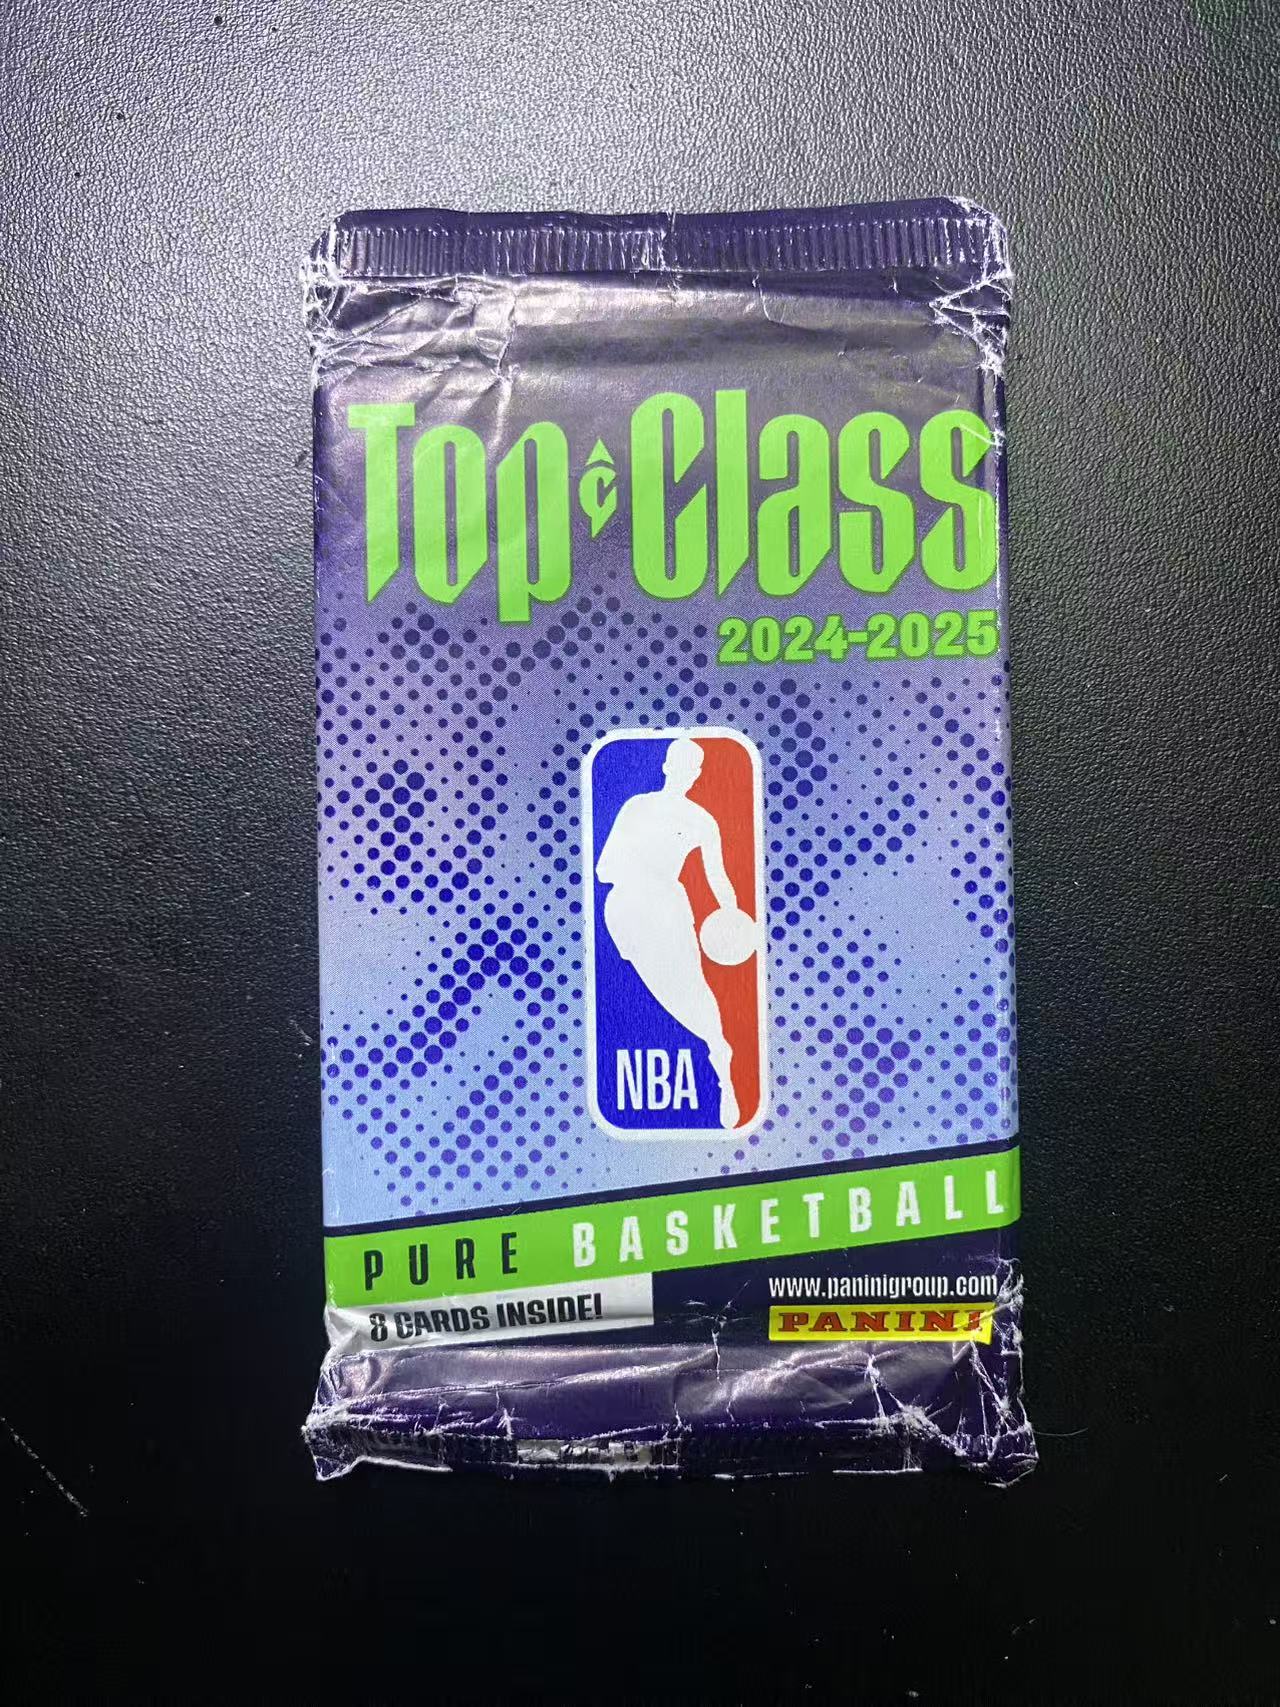 Top Class
2024-2025
NBA
PURE BASKETBALL
8 CARDS INSIDE!
www.paninigroup.com
PANINI